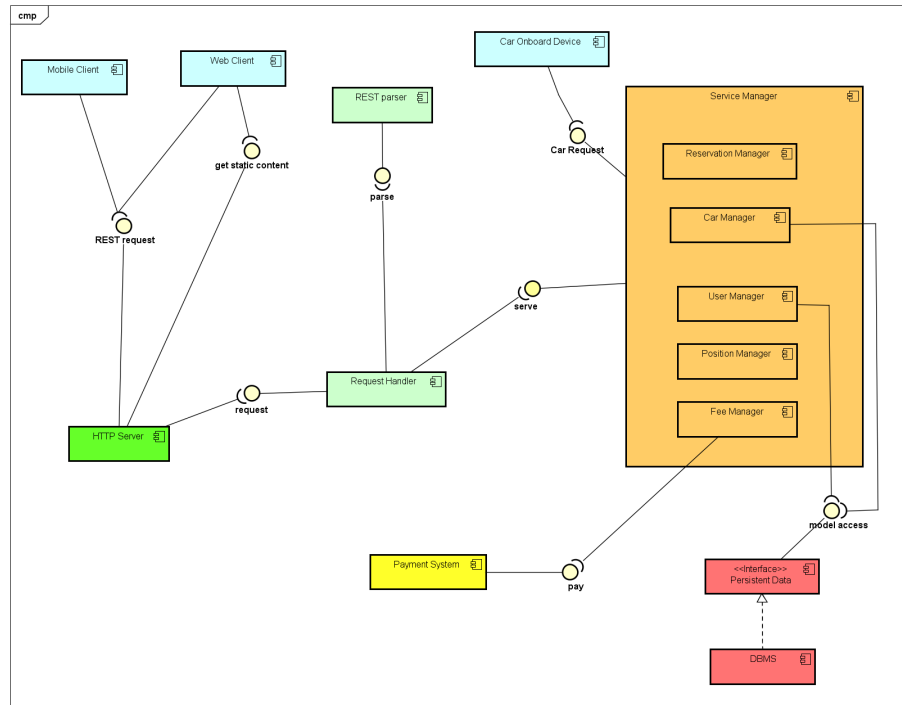 cmp
Car Onboard Device
Web Client
Mobile Client
REST parser
Service Manager
Car Request
Reservation Manager
get static content
parse
Car Manager
REST request
User Manager
serve
Position Manager
Request Handler
request
Fee Manager
HTTP Server
model access
Payment System
pay
<<Interface>>
Persistent Data
DBMS